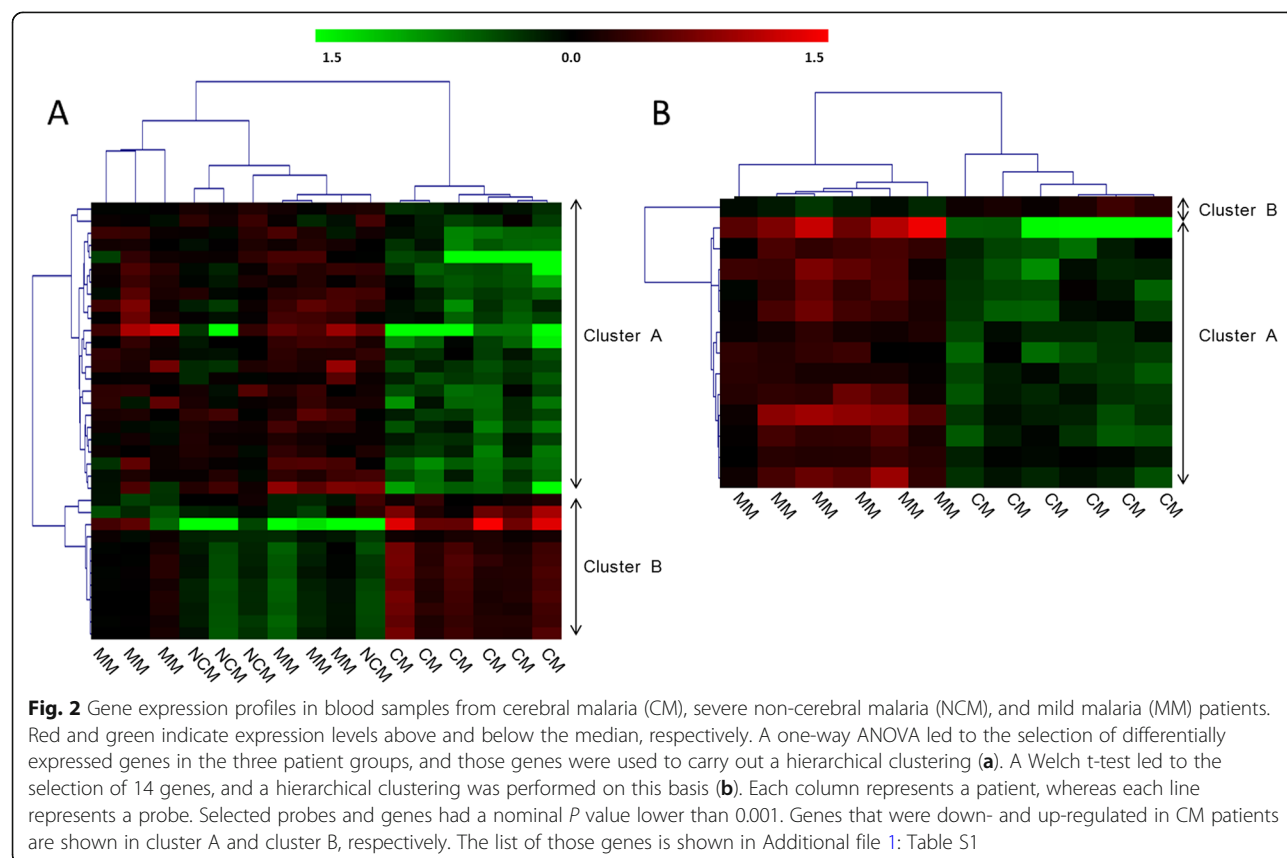 1.5 0.0 1.5
A
B
Cluster A
Cluster B
MM MM MM NCM NCM NCM MM MM MM NCM CM CM CM CM CM CM
Cluster B
Cluster A
MM MM MM MM MM MM CM CM CM CM CM CM
Fig. 2 Gene expression profiles in blood samples from cerebral malaria (CM), severe non-cerebral malaria (NCM), and mild malaria (MM) patients.
Red and green indicate expression levels above and below the median, respectively. A one-way ANOVA led to the selection of differentially
expressed genes in the three patient groups, and those genes were used to carry out a hierarchical clustering (a). A Welch t-test led to the
selection of 14 genes, and a hierarchical clustering was performed on this basis (b). Each column represents a patient, whereas each line
represents a probe. Selected probes and genes had a nominal P value lower than 0.001. Genes that were down- and up-regulated in CM patients
are shown in cluster A and cluster B, respectively. The list of those genes is shown in Additional file 1: Table S1